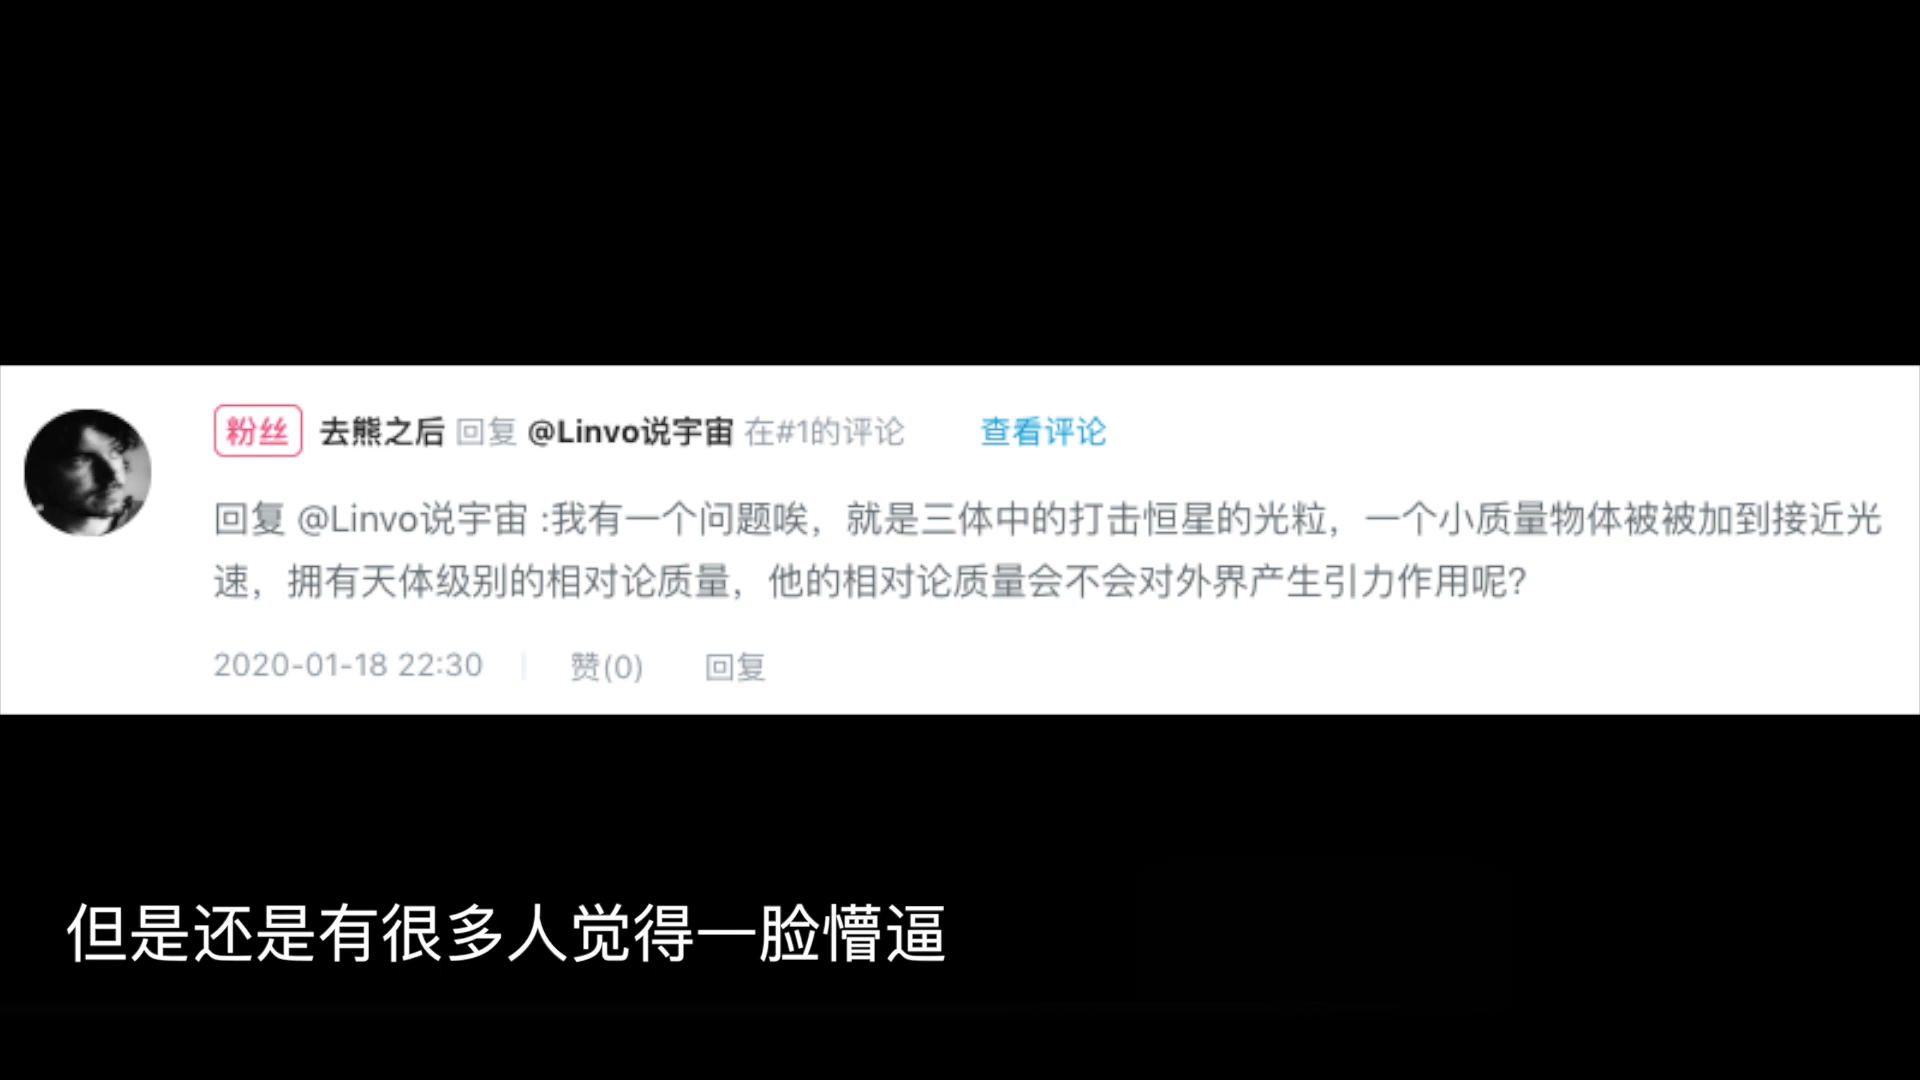 粉丝 去熊之后 回复 @Linvo说宇宙 在#1的评论 查看评论
回复 @Linvo说宇宙 :我有一个问题唉，就是三体中的打击恒星的光粒，一个小质量物体被被加到接近光
速，拥有天体级别的相对论质量，他的相对论质量会不会对外界产生引力作用呢?
2020-01-18 22:30 赞(0) 回复
但是还是有很多人觉得一脸懵逼